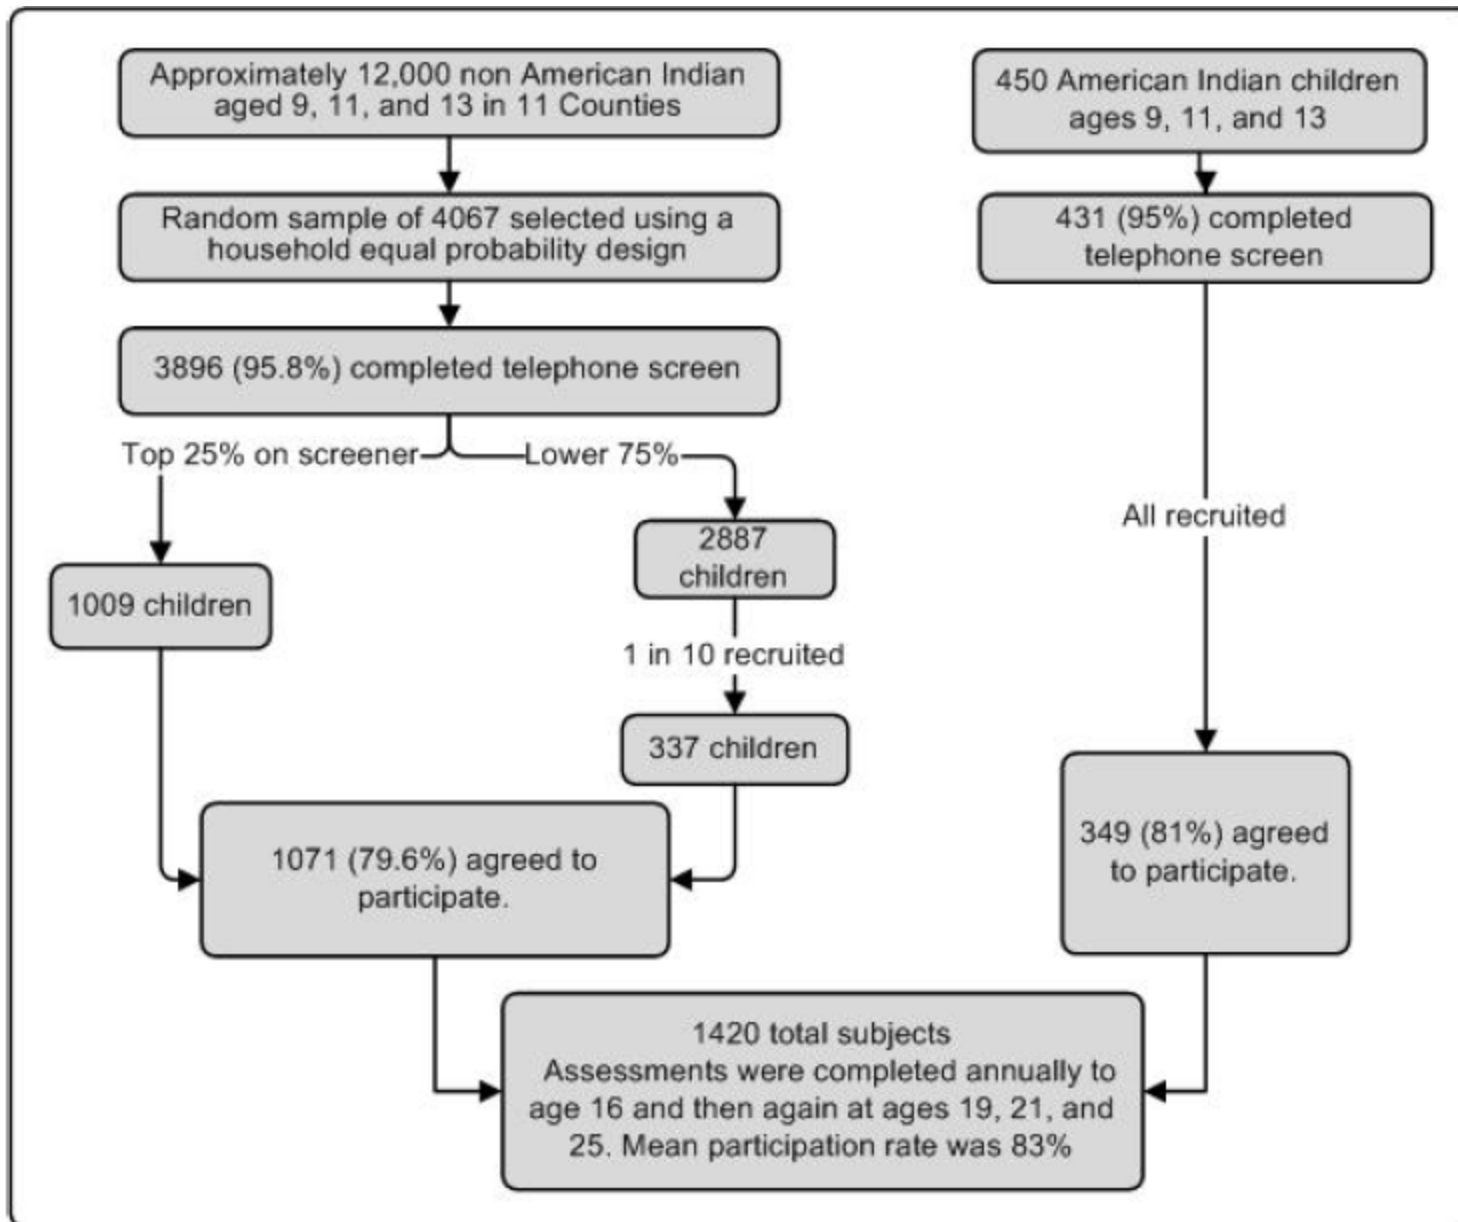 Approximately 12,000 non American Indian
aged 9, 11, and 13 in 11 Counties
450 American Indian children
ages 9, 11, and 13
Random sample of 4067 selected using a
household equal probability design
431 (95%) completed
telephone screen
3896 (95.8%) completed telephone screen
Top 25% on screener
Lower 75%
2887
children
All recruited
1009 children
1 in 10 recruited
337 children
1071 (79.6%) agreed to
participate.
349 (81%) agreed
to participate.
1420 total subjects
Assessments were completed annually to
age 16 and then again at ages 19, 21, and
25. Mean participation rate was 83%